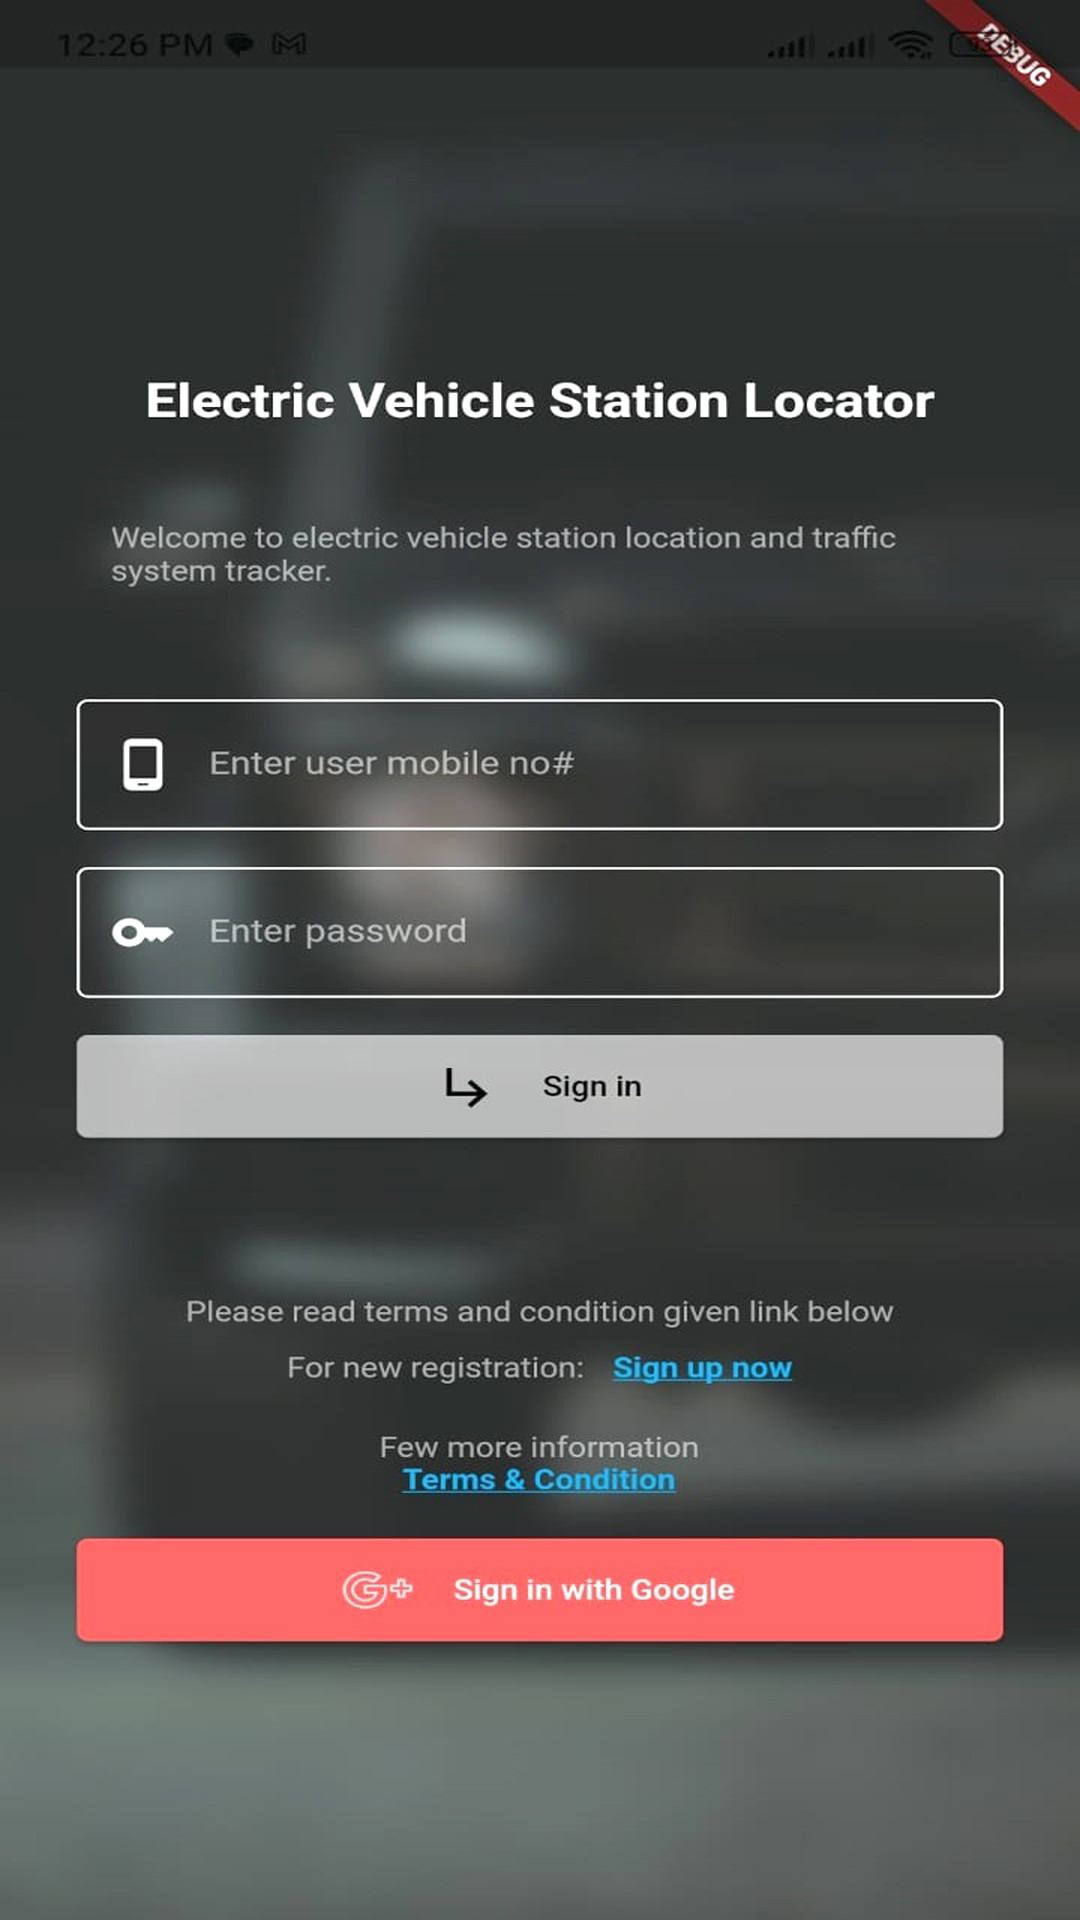 12:26 PM
DEBUG
Electric Vehicle Station Locator
Welcome to electric vehicle station location and traffic
system tracker.
Enter user mobile no#
Enter password
Sign in
Please read terms and condition given link below
For new registration: Sign up now
Few more information
Terms & Condition
G+ Sign in with Google